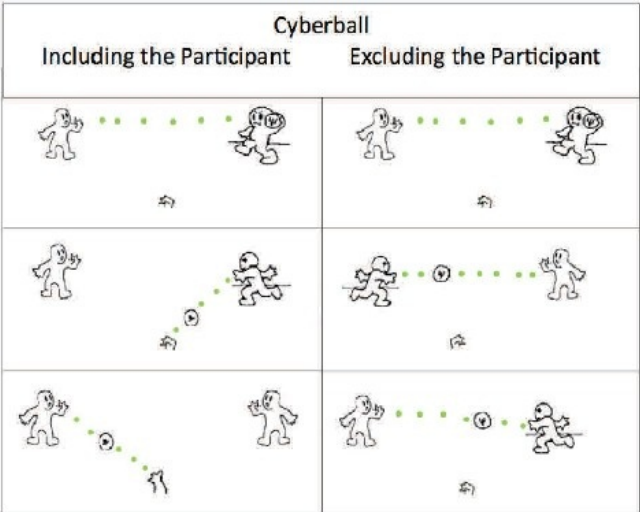 Cyberball
Including the Participant
Excluding the Participant